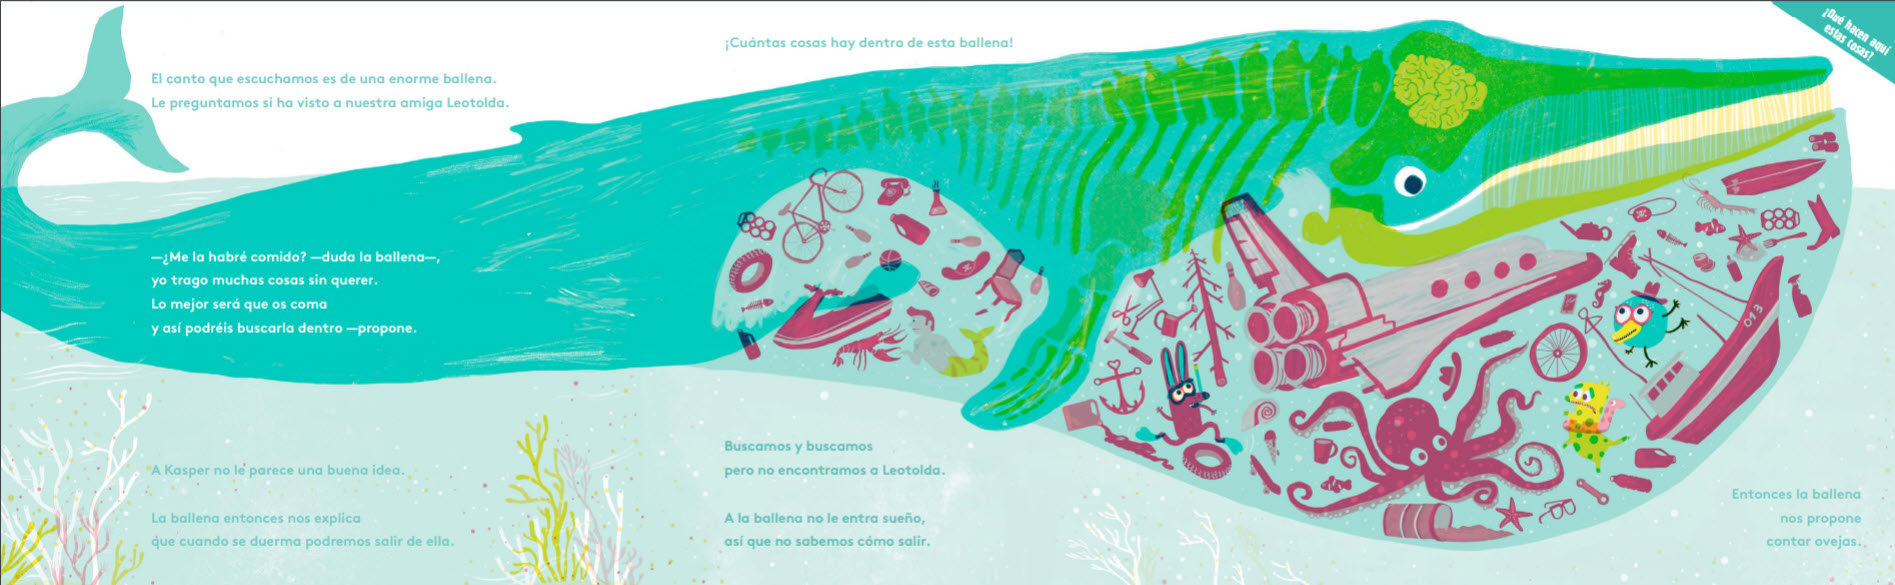 El canto que escuchamos es de una enorme ballena.
Le preguntamos si ha visto a nuestra amiga Leotolda.
—¿Me la habré comido? —duda la ballena—,
yo trago muchas cosas sin querer.
Lo mejor será que os coma
y así podréis buscarla dentro —propone.
A Kasper no le parece una buena idea.
La ballena entonces nos explica
que cuando se duerma podremos salir de ella.
¡Cuántas cosas hay dentro de esta ballena!
Buscamos y buscamos
pero no encontramos a Leotolda.
A la ballena no le entra sueño,
así que no sabemos cómo salir.
¡Qué hacen aquí
estas cosas?
013
Entonces la ballena
nos propone
contar ovejas.